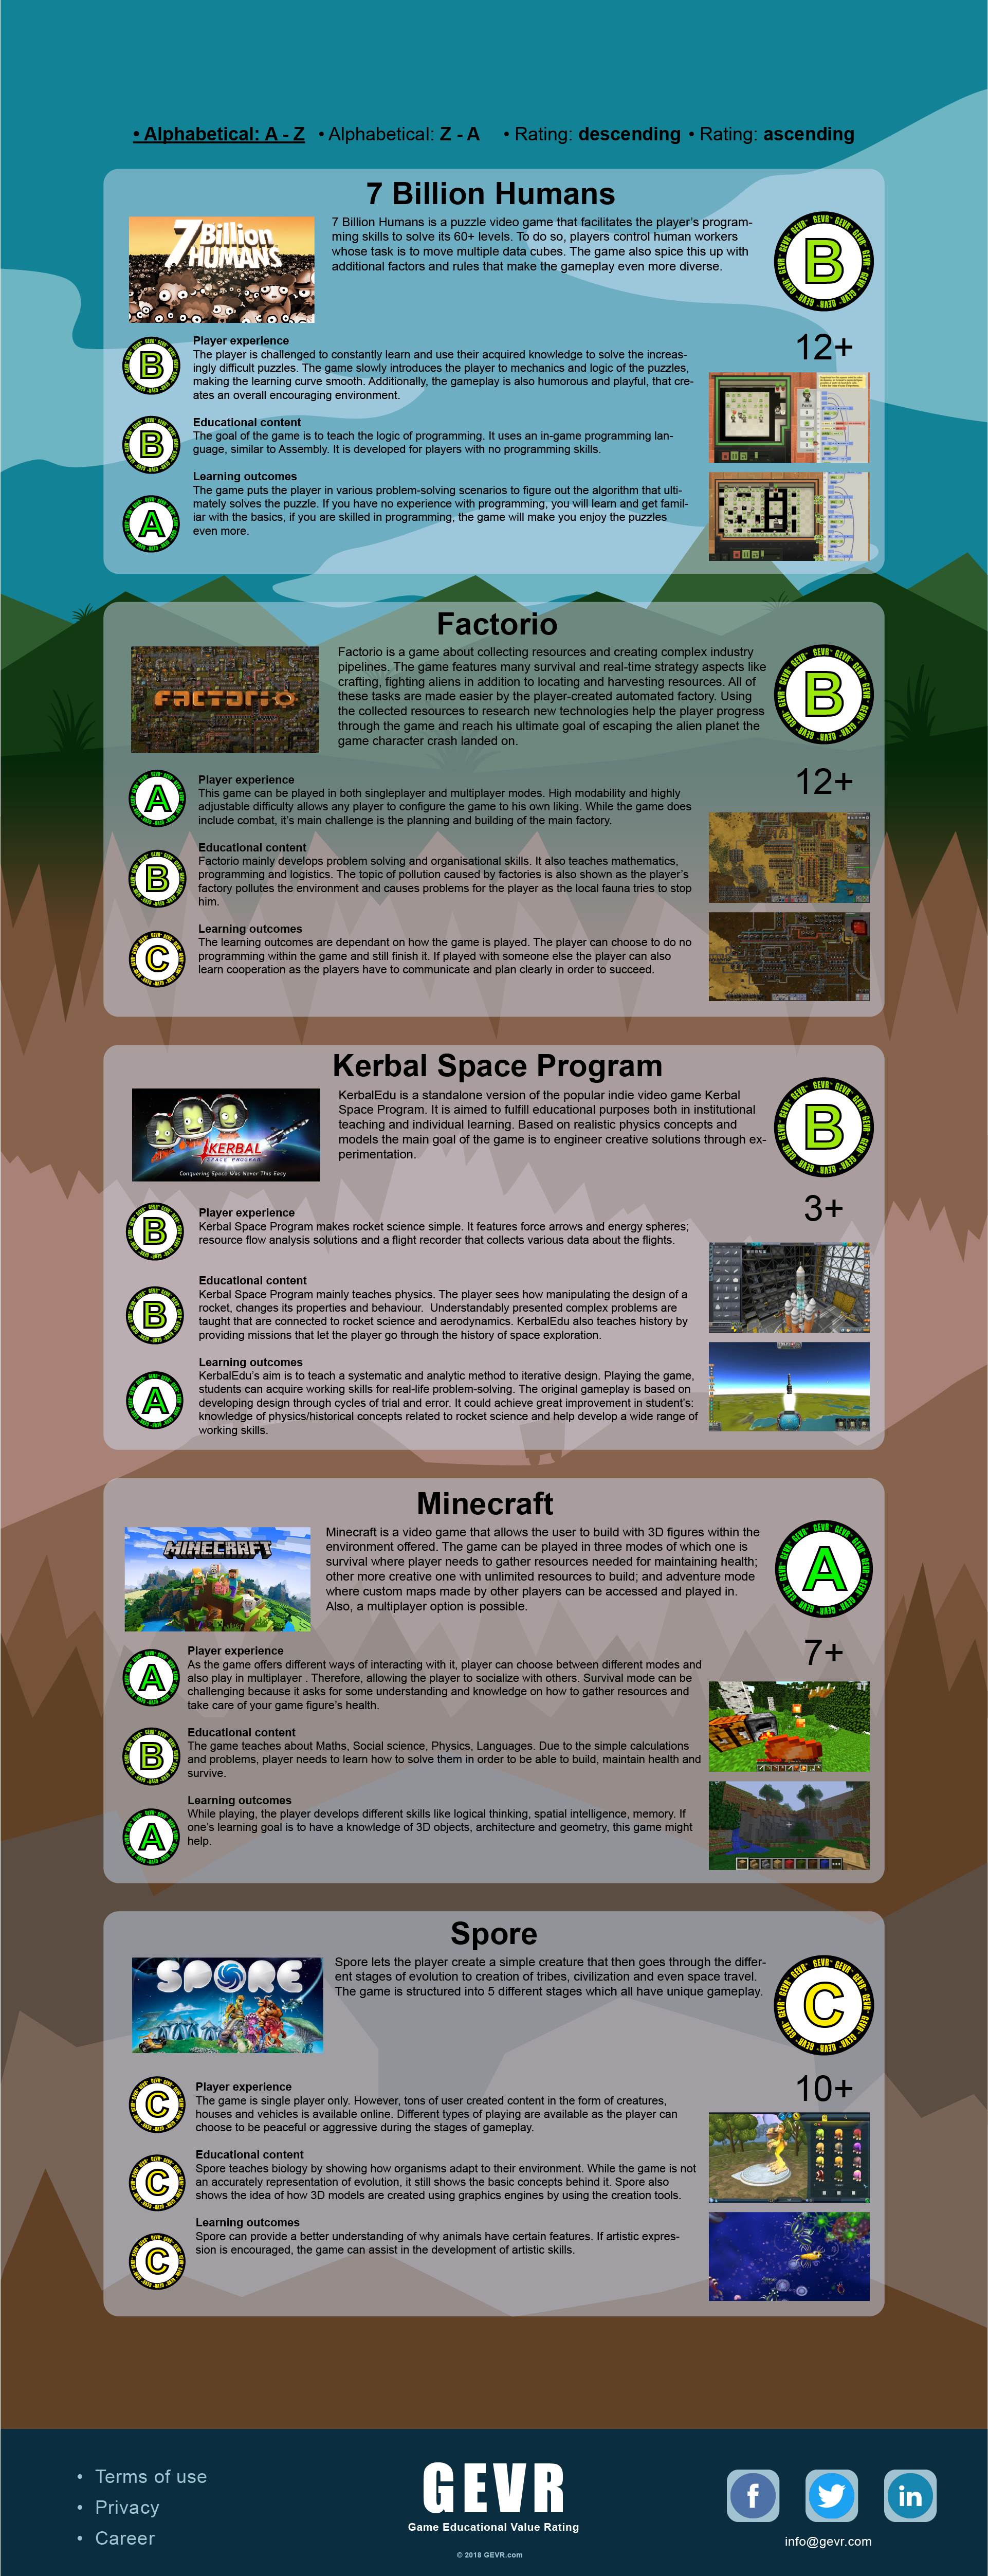 • Alphabetical: A - Z • Alphabetical: Z - A • Rating: descending • Rating: ascending
7 Billion Humans
7 Billion HUMANS
7 Billion Humans is a puzzle video game that facilitates the player's program-
ming skills to solve its 60+ levels. To do so, players control human workers
whose task is to move multiple data cubes. The game also spice this up with
additional factors and rules that make the gameplay even more diverse.
B
12+
B
Player experience
The player is challenged to constantly learn and use their acquired knowledge to solve the increas-
ingly difficult puzzles. The game slowly introduces the player to mechanics and logic of the puzzles,
making the learning curve smooth. Additionally, the gameplay is also humorous and playful, that cre-
ates an overall encouraging environment.
B
Educational content
The goal of the game is to teach the logic of programming. It uses an in-game programming lan-
guage, similar to Assembly. It is developed for players with no programming skills.
A
Learning outcomes
The game puts the player in various problem-solving scenarios to figure out the algorithm that ulti-
mately solves the puzzle. If you have no experience with programming, you will learn and get famil-
iar with the basics, if you are skilled in programming, the game will make you enjoy the puzzles
even more.
Factorio
FACTORIO
Factorio is a game about collecting resources and creating complex industry
pipelines. The game features many survival and real-time strategy aspects like
crafting, fighting aliens in addition to locating and harvesting resources. All of
these tasks are made easier by the player-created automated factory. Using
the collected resources to research new technologies help the player progress
through the game and reach his ultimate goal of escaping the alien planet the
game character crash landed on.
B
12+
A
Player experience
This game can be played in both singleplayer and multiplayer modes. High modability and highly
adjustable difficulty allows any player to configure the game to his own liking. While the game does
include combat, it's main challenge is the planning and building of the main factory.
B
Educational content
Factorio mainly develops problem solving and organisational skills. It also teaches mathematics,
programming and logistics. The topic of pollution caused by factories is also shown as the player's
factory pollutes the environment and causes problems for the player as the local fauna tries to stop
him.
C
Learning outcomes
The learning outcomes are dependant on how the game is played. The player can choose to do no
programming within the game and still finish it. If played with someone else the player can also
learn cooperation as the players have to communicate and plan clearly in order to succeed.
Kerbal Space Program
KERBAL
SPACE PROGRAM
Conquering Space Was Never This Easy
KerbalEdu is a standalone version of the popular indie video game Kerbal
Space Program. It is aimed to fulfill educational purposes both in institutional
teaching and individual learning. Based on realistic physics concepts and
models the main goal of the game is to engineer creative solutions through ex-
perimentation.
B
3+
B
Player experience
Kerbal Space Program makes rocket science simple. It features force arrows and energy spheres;
resource flow analysis solutions and a flight recorder that collects various data about the flights.
B
Educational content
Kerbal Space Program mainly teaches physics. The player sees how manipulating the design of a
rocket, changes its properties and behaviour. Understandably presented complex problems are
taught that are connected to rocket science and aerodynamics. KerbalEdu also teaches history by
providing missions that let the player go through the history of space exploration.
A
Learning outcomes
KerbalEdu's aim is to teach a systematic and analytic method to iterative design. Playing the game,
students can acquire working skills for real-life problem-solving. The original gameplay is based on
developing design through cycles of trial and error. It could achieve great improvement in student's:
knowledge of physics/historical concepts related to rocket science and help develop a wide range of
working skills.
Minecraft
MINECRAFT
Minecraft is a video game that allows the user to build with 3D figures within the
environment offered. The game can be played in three modes of which one is
survival where player needs to gather resources needed for maintaining health;
other more creative one with unlimited resources to build; and adventure mode
where custom maps made by other players can be accessed and played in.
Also, a multiplayer option is possible.
A
7+
A
Player experience
As the game offers different ways of interacting with it, player can choose between different modes and
also play in multiplayer . Therefore, allowing the player to socialize with others. Survival mode can be
challenging because it asks for some understanding and knowledge on how to gather resources and
take care of your game figure's health.
B
Educational content
The game teaches about Maths, Social science, Physics, Languages. Due to the simple calculations
and problems, player needs to learn how to solve them in order to be able to build, maintain health and
survive.
A
Learning outcomes
While playing, the player develops different skills like logical thinking, spatial intelligence, memory. If
one's learning goal is to have a knowledge of 3D objects, architecture and geometry, this game might
help.
Spore
SPORE
Spore lets the player create a simple creature that then goes through the differ-
ent stages of evolution to creation of tribes, civilization and even space travel.
The game is structured into 5 different stages which all have unique gameplay.
C
10+
C
Player experience
The game is single player only. However, tons of user created content in the form of creatures,
houses and vehicles is available online. Different types of playing are available as the player can
choose to be peaceful or aggressive during the stages of gameplay.
C
Educational content
Spore teaches biology by showing how organisms adapt to their environment. While the game is not
an accurately representation of evolution, it still shows the basic concepts behind it. Spore also
shows the idea of how 3D models are created using graphics engines by using the creation tools.
C
Learning outcomes
Spore can provide a better understanding of why animals have certain features. If artistic expres-
sion is encouraged, the game can assist in the development of artistic skills.
• Terms of use
• Privacy
• Career
GEVR
Game Educational Value Rating
© 2018 GEVR.com
f
in
info@gevr.com